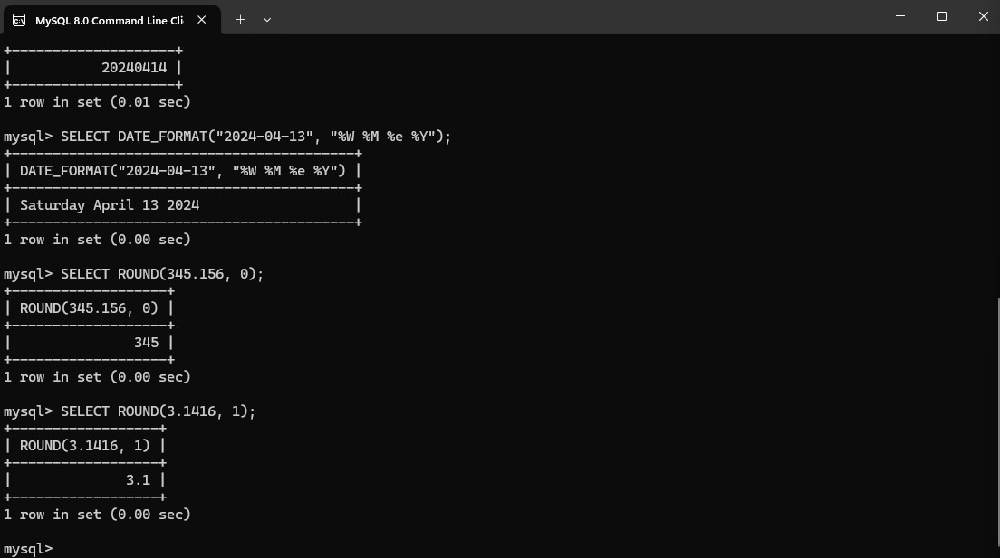 MySQL 8.0 Command Line Cli
+--------------------+
|           20240414 |
+--------------------+
1 row in set (0.01 sec)
mysql> SELECT DATE_FORMAT("2024-04-13", "%W %M %e %Y");
+------------------------------------------+
| DATE_FORMAT("2024-04-13", "%W %M %e %Y") |
+------------------------------------------+
| Saturday April 13 2024                   |
+------------------------------------------+
1 row in set (0.00 sec)
mysql> SELECT ROUND(345.156, 0);
+-------------------+
| ROUND(345.156, 0) |
+-------------------+
|               345 |
+-------------------+
1 row in set (0.00 sec)
mysql> SELECT ROUND(3.1416, 1);
+------------------+
| ROUND(3.1416, 1) |
+------------------+
|              3.1 |
+------------------+
1 row in set (0.00 sec)
mysql>